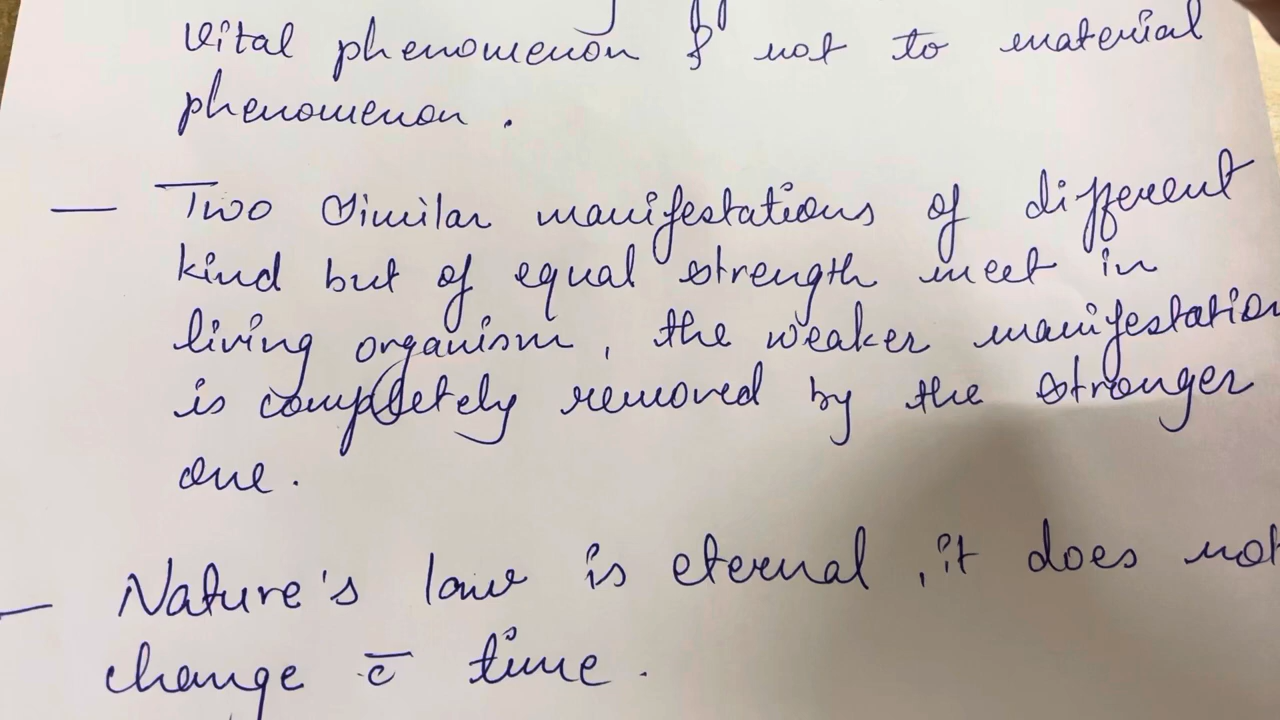 vital phenomenon & not to material
phenomenon.
— Two similar manifestations of different
kind but of equal strength meet in
living organism, the weaker manifestation
is completely removed by the stronger
one.
— Nature's law is eternal, it does not
change c̄ time.